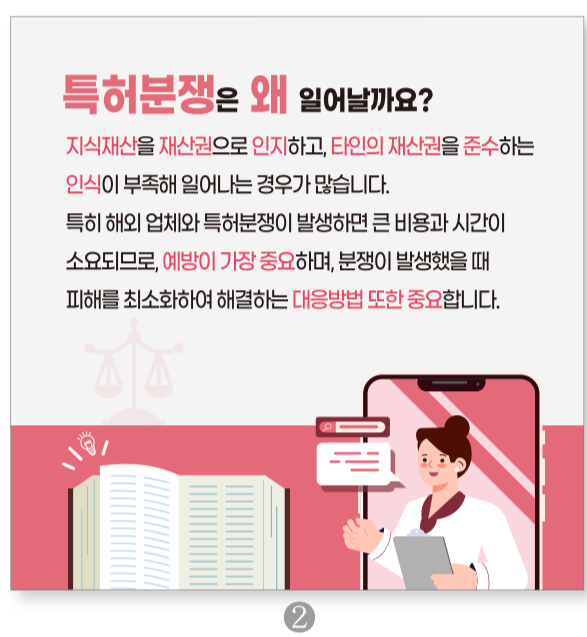 특허분쟁은 왜 일어날까요?
지식재산을 재산권으로 인지하고, 타인의 재산권을 준수하는
인식이 부족해 일어나는 경우가 많습니다.
특히 해외 업체와 특허분쟁이 발생하면 큰 비용과 시간이
소요되므로, 예방이 가장 중요하며, 분쟁이 발생했을 때
피해를 최소화하여 해결하는 대응방법 또한 중요합니다.
2